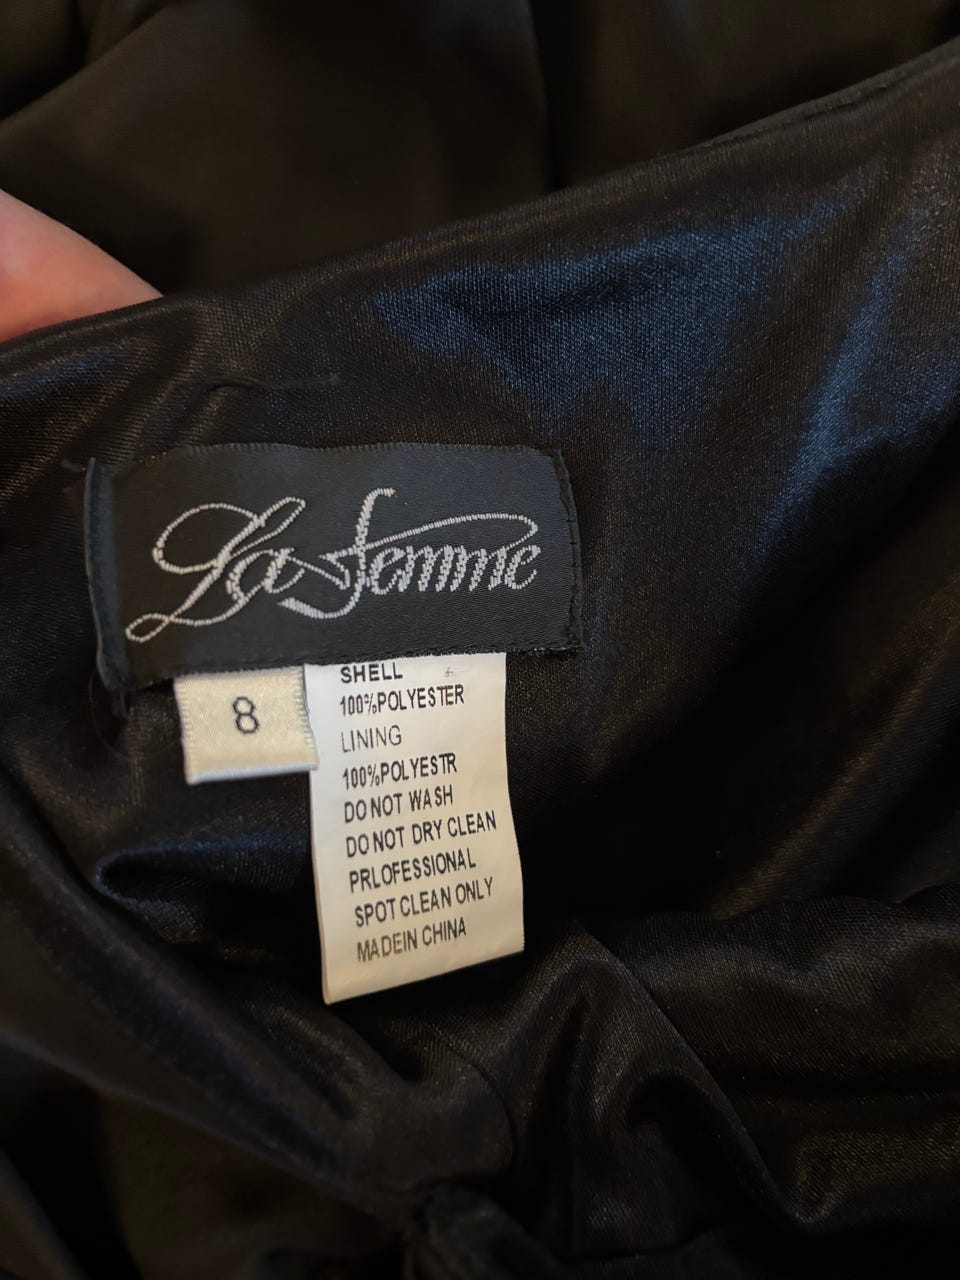 La Femme
8
SHELL
100%POLYESTER
LINING
100%POLYESTR
DO NOT WASH
DO NOT DRY CLEAN
PRLOFESSIONAL
SPOT CLEAN ONLY
MADEIN CHINA